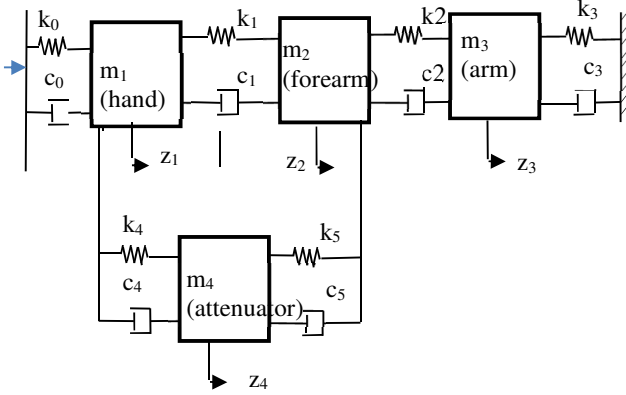 k₀
k₁
k2
k₃
m₁
(hand)
m₂
(forearm)
m₃
(arm)
c₀
c₁
c2
c₃
z₁
z₂
z₃
k₄
k₅
m₄
(attenuator)
c₄
c₅
z₄